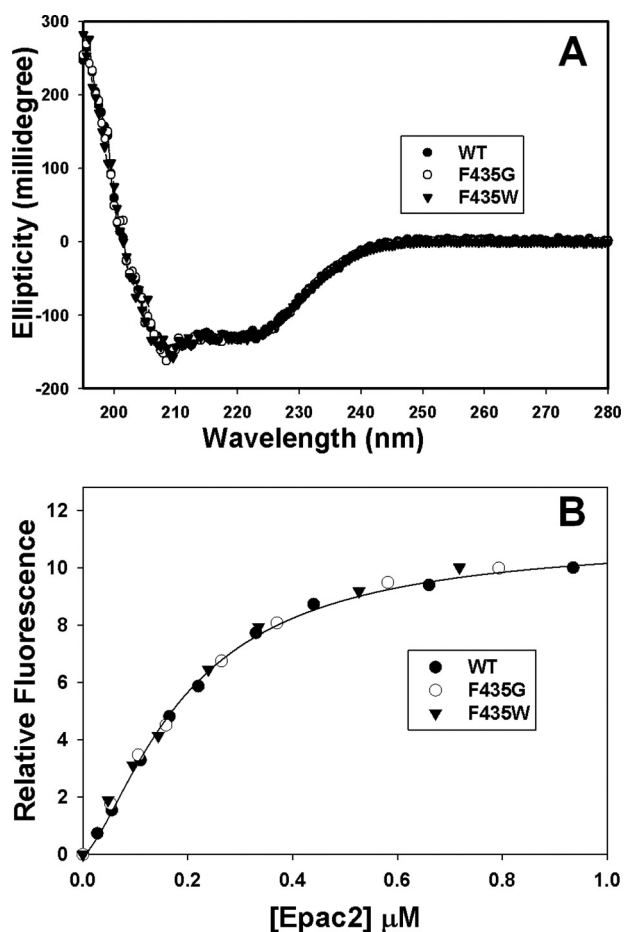 A
300
200
100
0
-100
-200
Ellipticity (millidegree)
WT
F435G
F435W
200 210 220 230 240 250 260 270 280
Wavelength (nm)
B
12
10
8
6
4
2
0
Relative Fluorescence
WT
F435G
F435W
0.0 0.2 0.4 0.6 0.8 1.0
[Epac2] μM